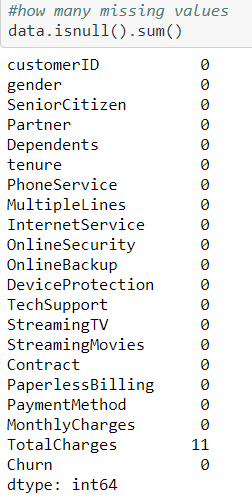 #how many missing values
data.isnull().sum()
customerID 0
gender 0
SeniorCitizen 0
Partner 0
Dependents 0
tenure 0
PhoneService 0
MultipleLines 0
InternetService 0
OnlineSecurity 0
OnlineBackup 0
DeviceProtection 0
TechSupport 0
StreamingTV 0
StreamingMovies 0
Contract 0
PaperlessBilling 0
PaymentMethod 0
MonthlyCharges 0
TotalCharges 11
Churn 0
dtype: int64